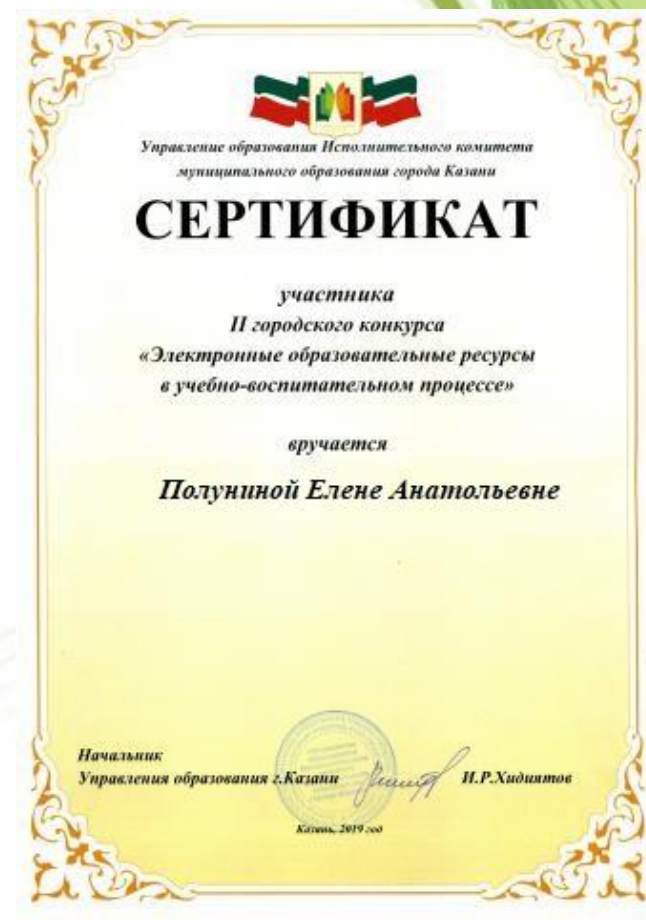 Управление образования Исполнительного комитета
муниципального образования города Казани
СЕРТИФИКАТ
участника
II городского конкурса
«Электронные образовательные ресурсы
в учебно-воспитательном процессе»
вручается
Полуниной Елене Анатольевне
Начальник
Управления образования г.Казани И.Р.Хидиятов
Казань, 2019 год